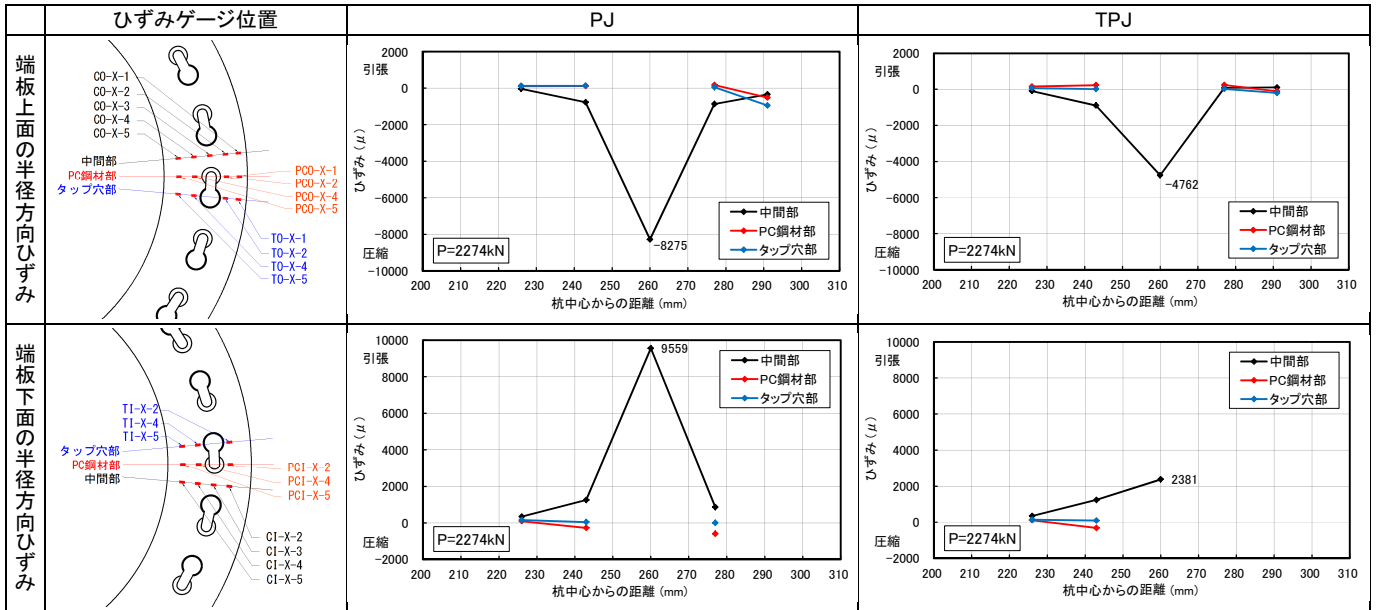 ひずみゲージ位置
PJ
TPJ
端板上面の半径方向ひずみ
CO-X-1
CO-X-2
CO-X-3
CO-X-4
CO-X-5
中間部
PC鋼材部
タップ穴部
PCO-X-1
PCO-X-2
PCO-X-4
PCO-X-5
TO-X-1
TO-X-2
TO-X-4
TO-X-5
2000
0
-2000
-4000
-6000
-8000
-10000
引張
ひずみ (μ)
圧縮
-8275
中間部
PC鋼材部
タップ穴部
P=2274kN
200 210 220 230 240 250 260 270 280 290 300 310
杭中心からの距離 (mm)
2000
0
-2000
-4000
-6000
-8000
-10000
引張
ひずみ (μ)
圧縮
-4762
中間部
PC鋼材部
タップ穴部
P=2274kN
200 210 220 230 240 250 260 270 280 290 300 310
杭中心からの距離 (mm)
端板下面の半径方向ひずみ
TI-X-2
TI-X-4
TI-X-5
タップ穴部
PC鋼材部
中間部
PCI-X-2
PCI-X-4
PCI-X-5
CI-X-2
CI-X-3
CI-X-4
CI-X-5
10000
8000
6000
4000
2000
0
-2000
引張
ひずみ (μ)
圧縮
9559
中間部
PC鋼材部
タップ穴部
P=2274kN
200 210 220 230 240 250 260 270 280 290 300 310
杭中心からの距離 (mm)
10000
8000
6000
4000
2000
0
-2000
引張
ひずみ (μ)
圧縮
2381
中間部
PC鋼材部
タップ穴部
P=2274kN
200 210 220 230 240 250 260 270 280 290 300 310
杭中心からの距離 (mm)